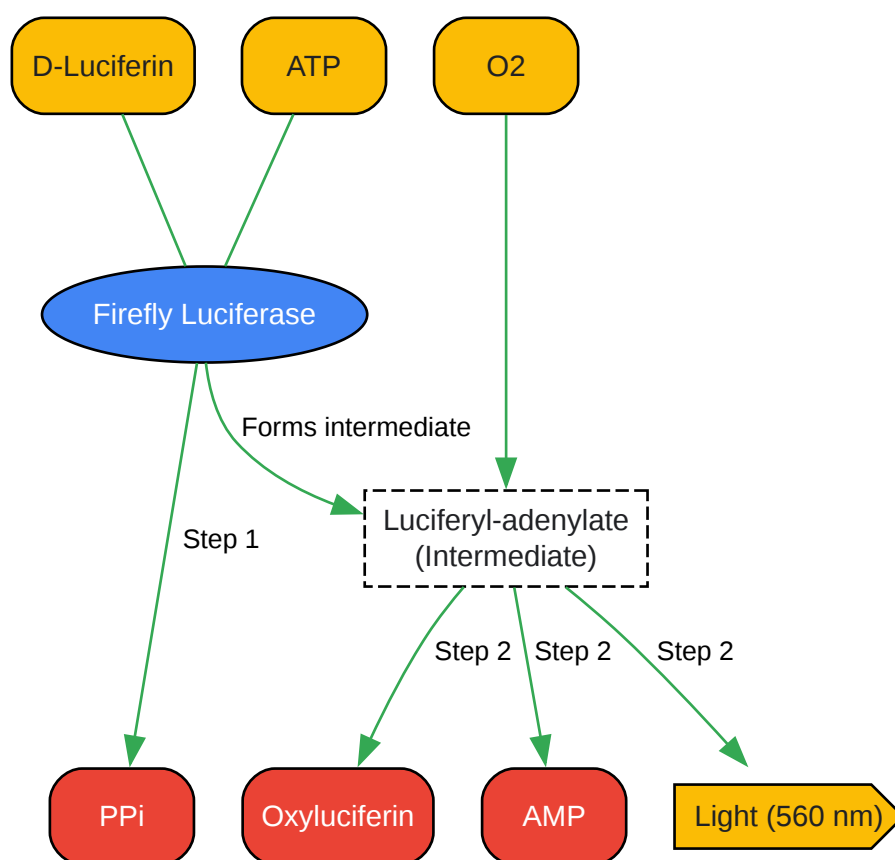 D-Luciferin
ATP
O2
Firefly Luciferase
Forms intermediate
Luciferyl-adenylate
(Intermediate)
Step 1
Step 2
Step 2
Step 2
PPi
Oxyluciferin
AMP
Light (560 nm)